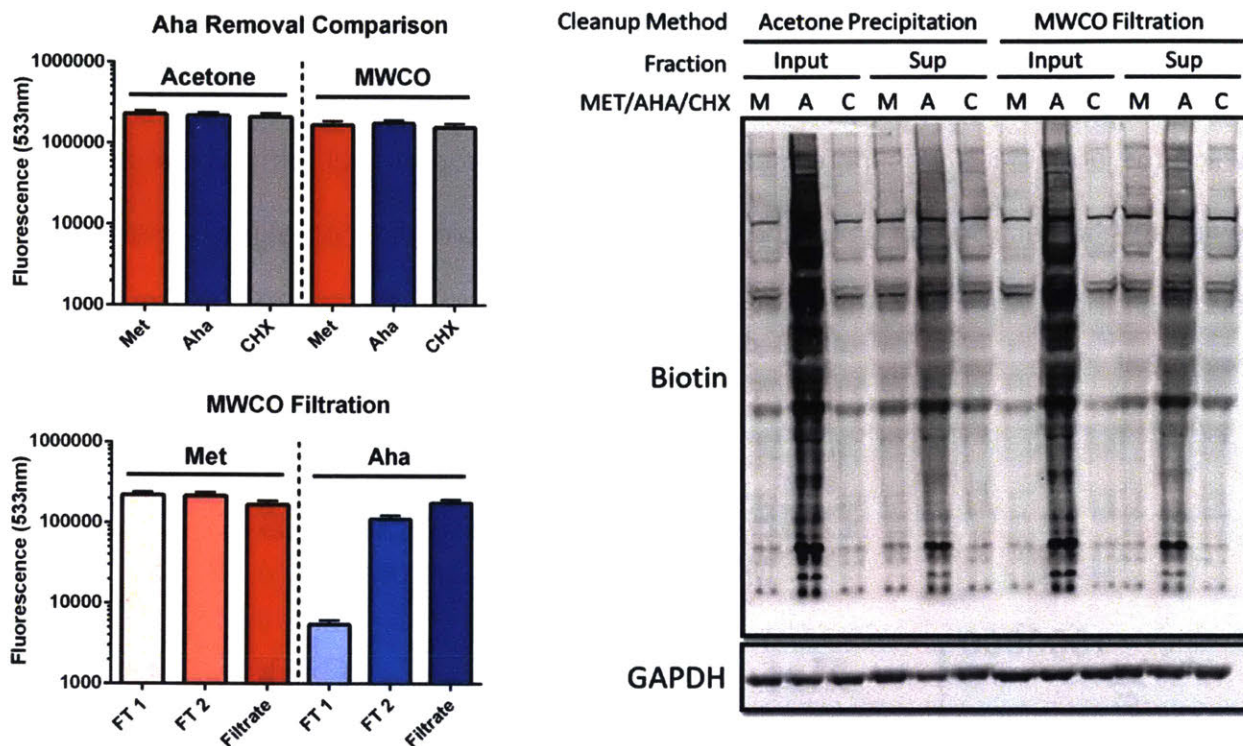 Aha Removal Comparison
Acetone MWCO
Fluorescence (533nm)
1000000
100000
10000
1000
Met Aha CHX Met Aha CHX
MWCO Filtration
Met Aha
Fluorescence (533nm)
1000000
100000
10000
1000
FT 1 FT 2 Filtrate FT 1 FT 2 Filtrate
Cleanup Method Acetone Precipitation MWCO Filtration
Fraction Input Sup Input Sup
MET/AHA/CHX M A C M A C M A C M A C
Biotin
GAPDH